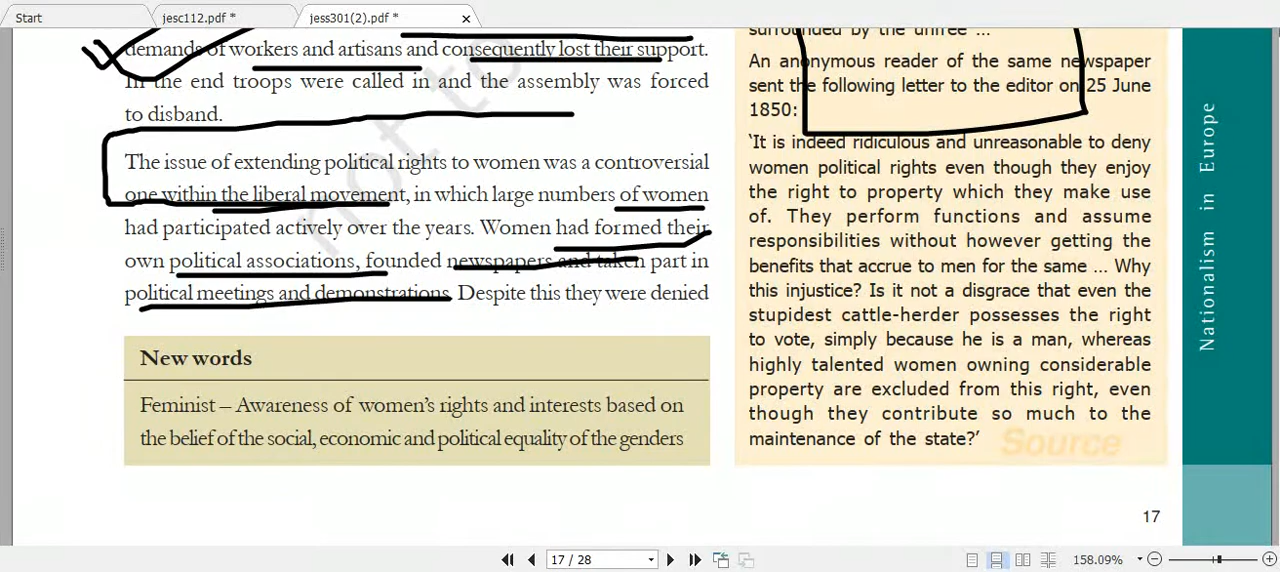 Start
jesc112.pdf *
jess301(2).pdf *
demands of workers and artisans and consequently lost their support.
In the end troops were called in and the assembly was forced
to disband.
The issue of extending political rights to women was a controversial
one within the liberal movement, in which large numbers of women
had participated actively over the years. Women had formed their
own political associations, founded newspapers and taken part in
political meetings and demonstrations. Despite this they were denied
New words
Feminist – Awareness of women's rights and interests based on
the belief of the social, economic and political equality of the genders
surrounded by the unfree ...
An anonymous reader of the same newspaper
sent the following letter to the editor on 25 June
1850:
‘It is indeed ridiculous and unreasonable to deny
women political rights even though they enjoy
the right to property which they make use
of. They perform functions and assume
responsibilities without however getting the
benefits that accrue to men for the same ... Why
this injustice? Is it not a disgrace that even the
stupidest cattle-herder possesses the right
to vote, simply because he is a man, whereas
highly talented women owning considerable
property are excluded from this right, even
though they contribute so much to the
maintenance of the state?’
Source
Nationalism in Europe
17
not to
17 / 28
158.09%